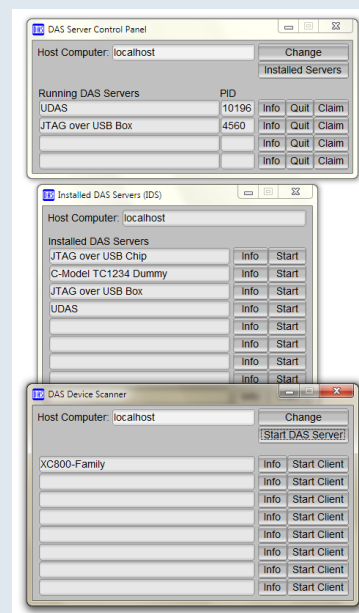 DAS Server Control Panel
Host Computer: localhost Change
Installed Servers
Running DAS Servers PID
UDAS 10196 Info Quit Claim
JTAG over USB Box 4560 Info Quit Claim
Info Quit Claim
Info Quit Claim
Installed DAS Servers (IDS)
Host Computer: localhost
Installed DAS Servers
JTAG over USB Chip Info Start
C-Model TC1234 Dummy Info Start
JTAG over USB Box Info Start
UDAS Info Start
Info Start
Info Start
Info Start
Info Start
DAS Device Scanner
Host Computer: localhost Change
Start DAS Server
XC800-Family Info Start Client
Info Start Client
Info Start Client
Info Start Client
Info Start Client
Info Start Client
Info Start Client
Info Start Client